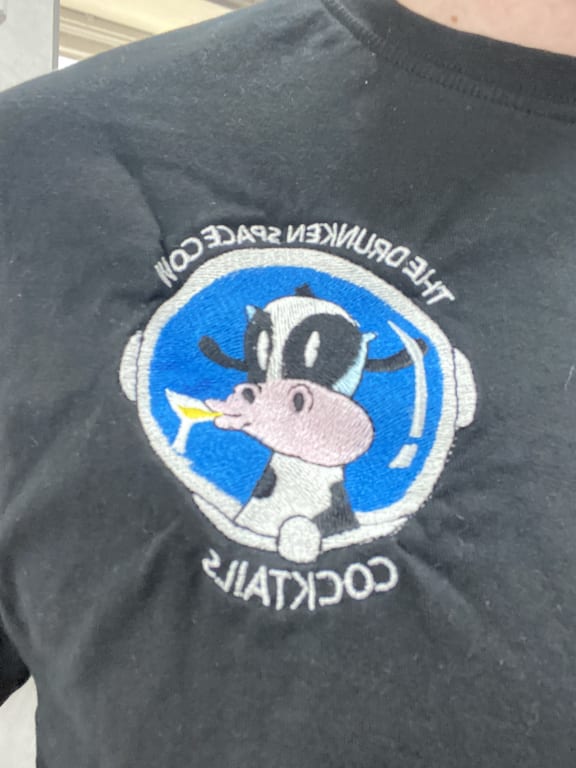 THE DRUNKEN SPACE COW
COCKTAILS